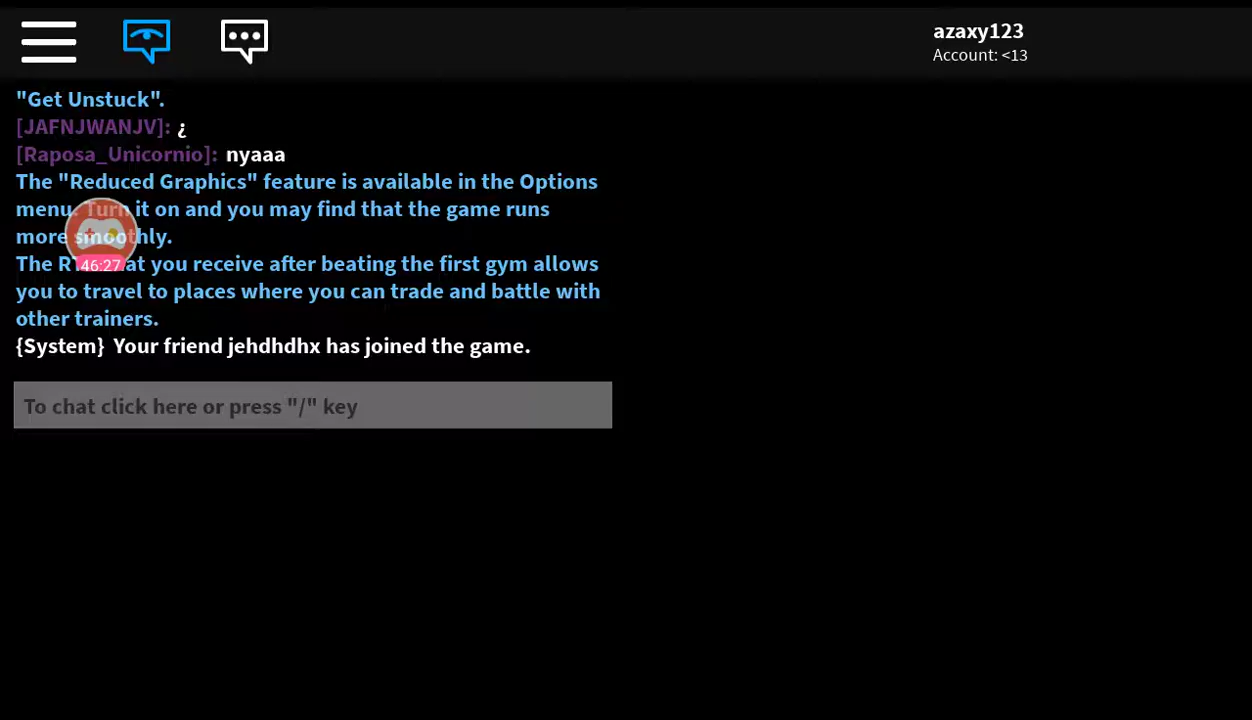 azaxy123
Account: <13
"Get Unstuck".
[JAFNJWANJV]: ¿
[Raposa_Unicornio]: nyaaa
The "Reduced Graphics" feature is available in the Options
menu. Turn it on and you may find that the game runs
more smoothly.
The at you receive after beating the first gym allows
46:27
you to travel to places where you can trade and battle with
other trainers.
{System} Your friend jehdhdhx has joined the game.
To chat click here or press "/" key